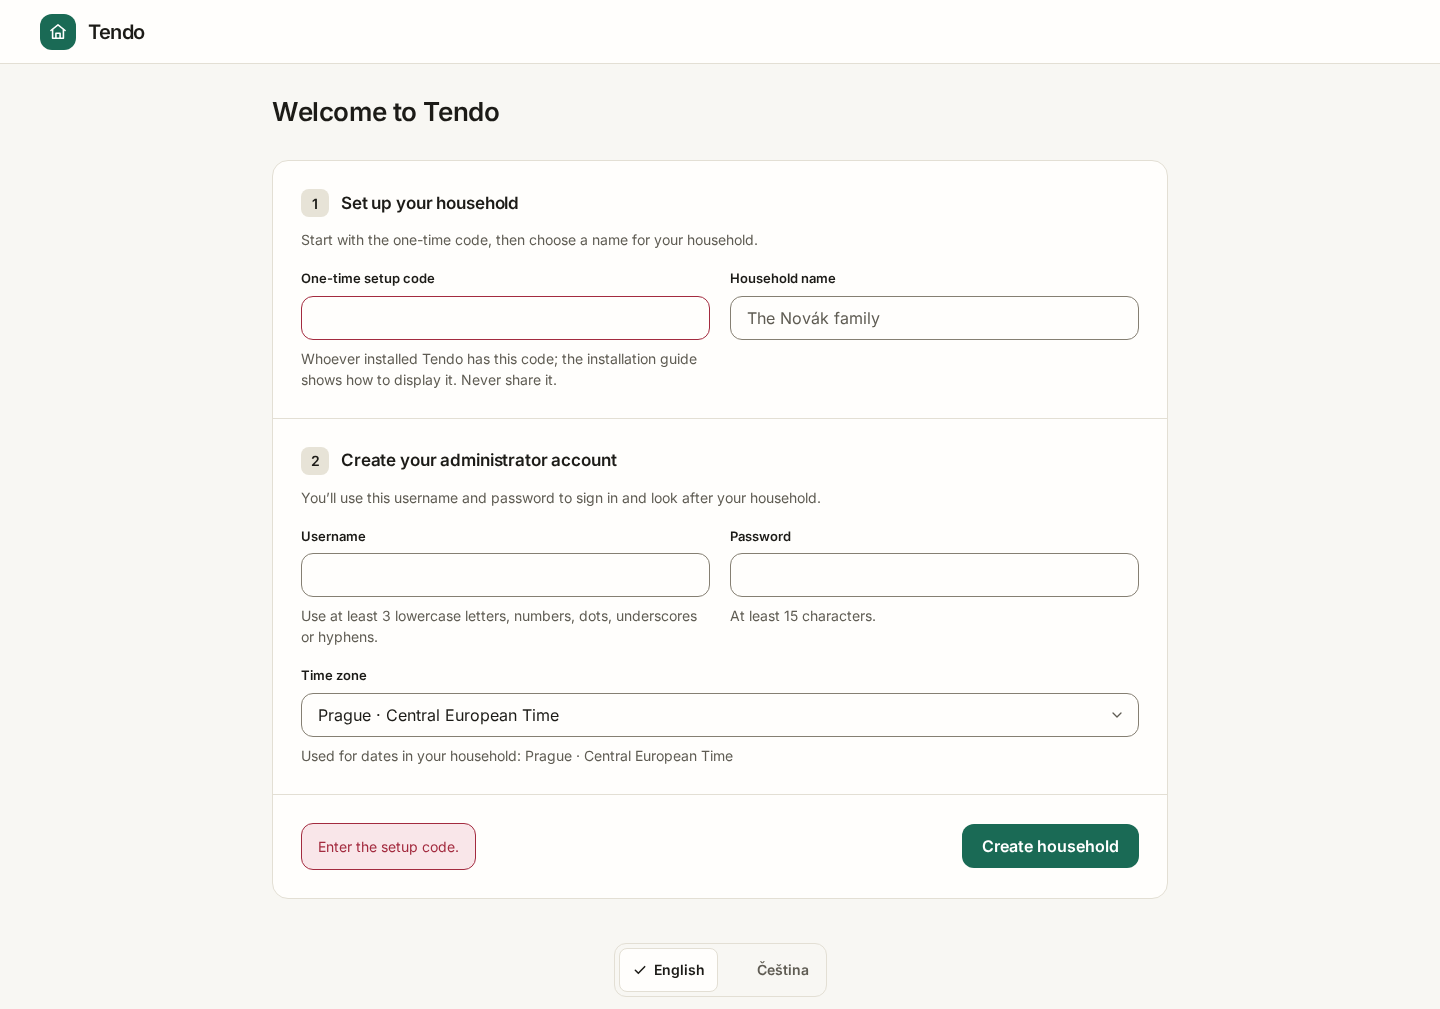 Tendo
Welcome to Tendo
1 Set up your household
Start with the one-time code, then choose a name for your household.
One-time setup code
Household name
The Novák family
Whoever installed Tendo has this code; the installation guide
shows how to display it. Never share it.
2 Create your administrator account
You’ll use this username and password to sign in and look after your household.
Username
Password
Use at least 3 lowercase letters, numbers, dots, underscores
or hyphens.
At least 15 characters.
Time zone
Prague · Central European Time
Used for dates in your household: Prague · Central European Time
Enter the setup code.
Create household
English
Čeština